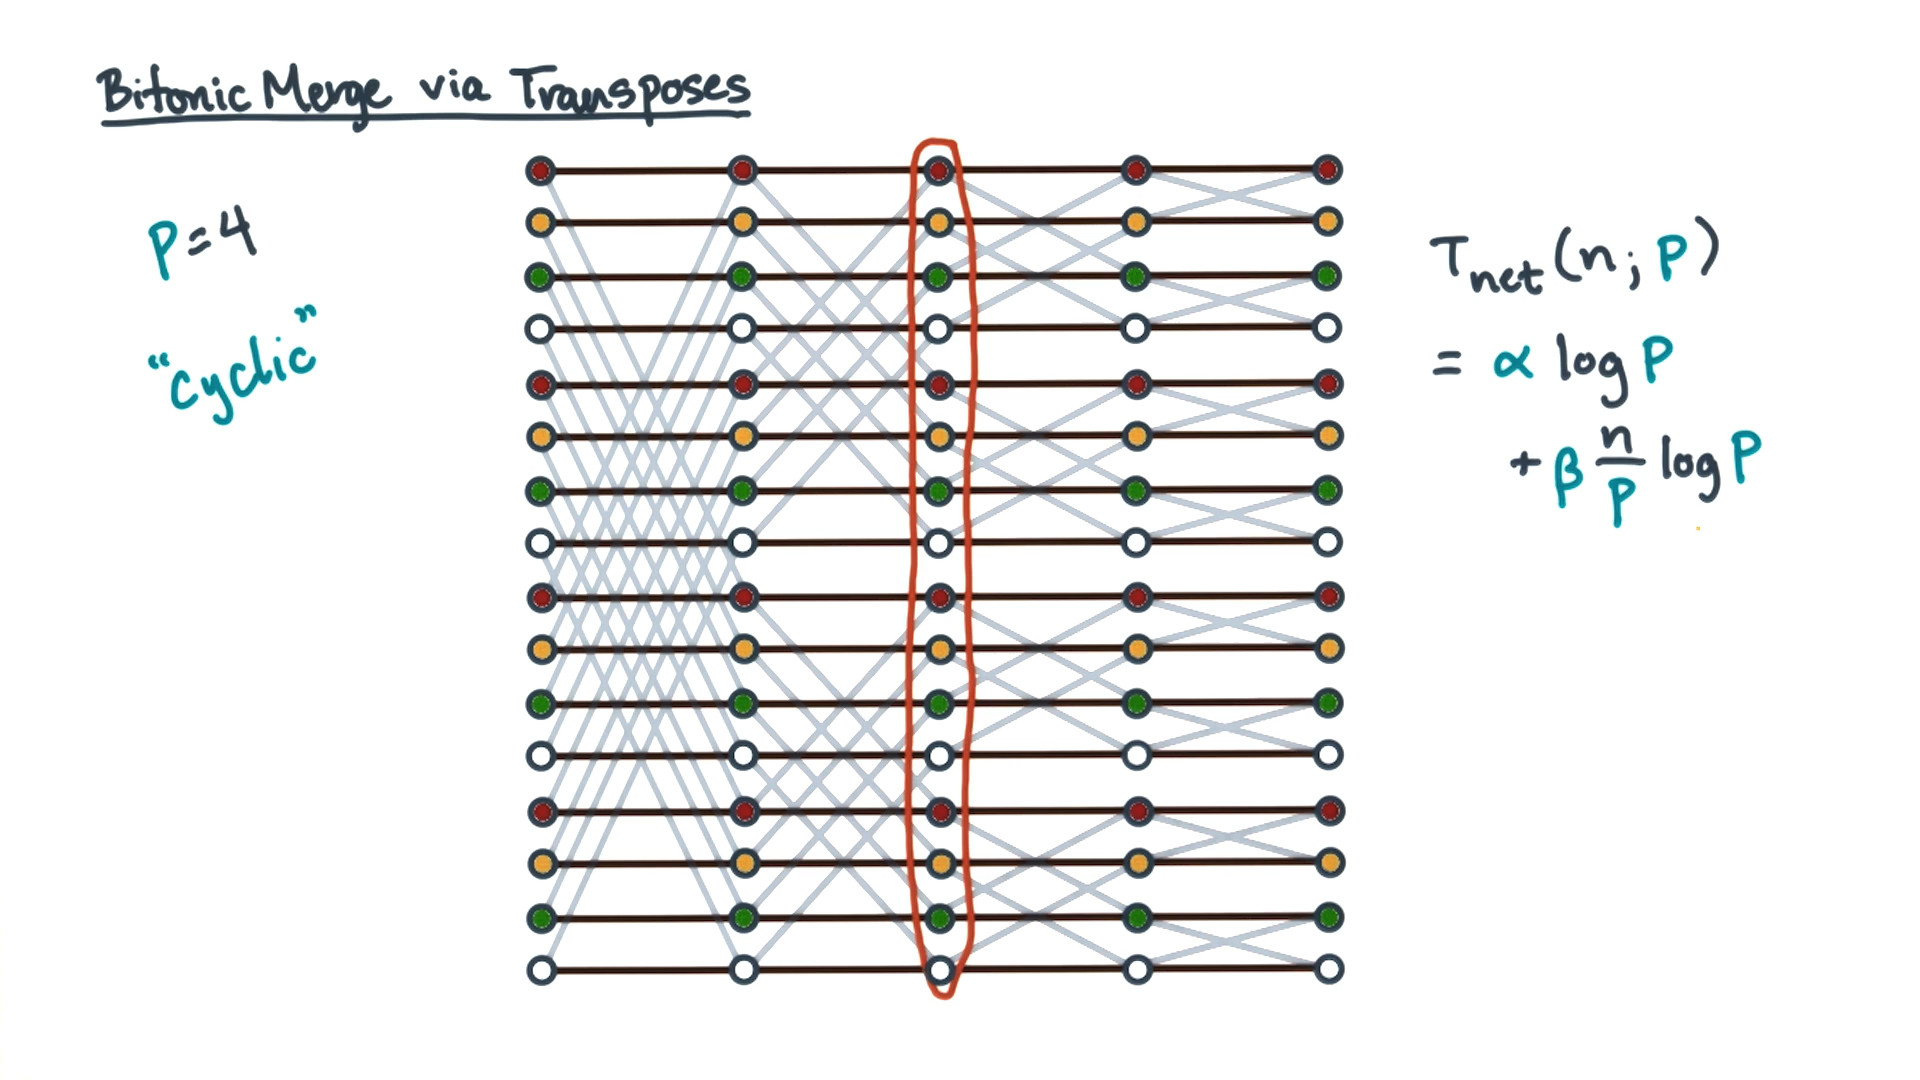 Bitonic Merge via Transposes
P=4
"cyclic"
T_net(n; P)
= α log P
+ β n/P log P